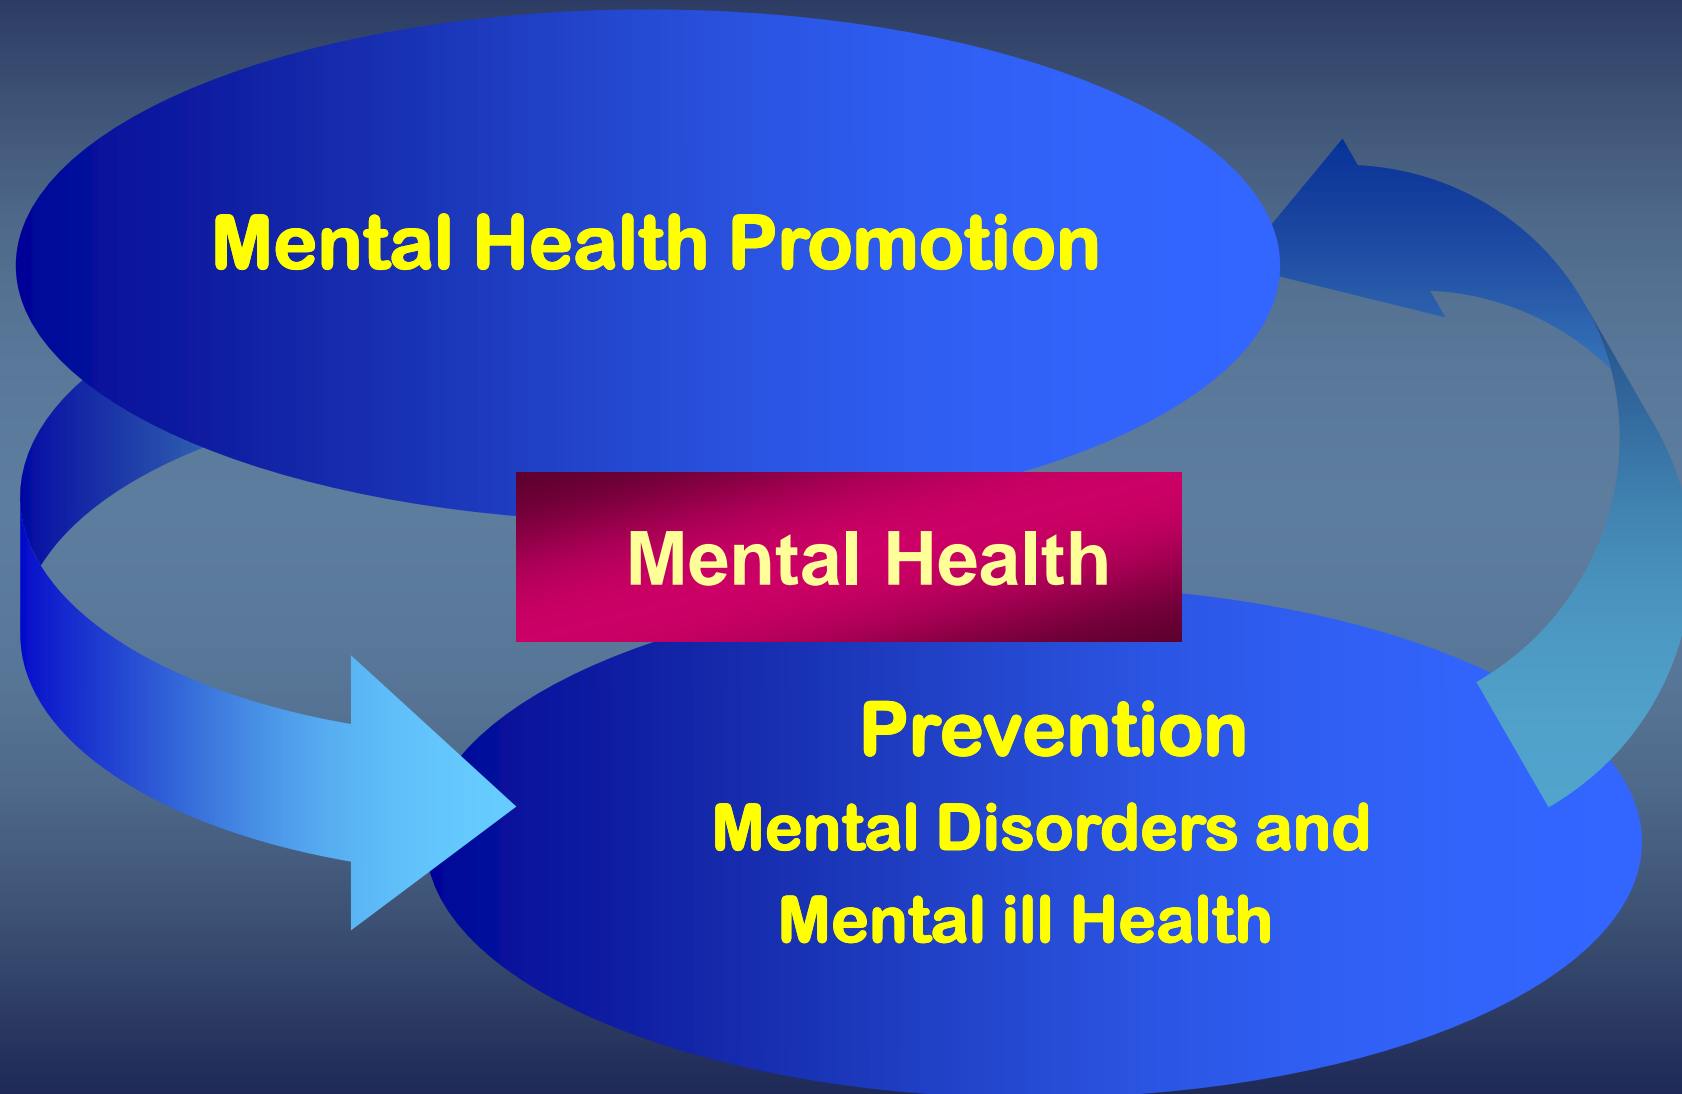 Mental Health Promotion
Mental Health
Prevention
Mental Disorders and
Mental ill Health